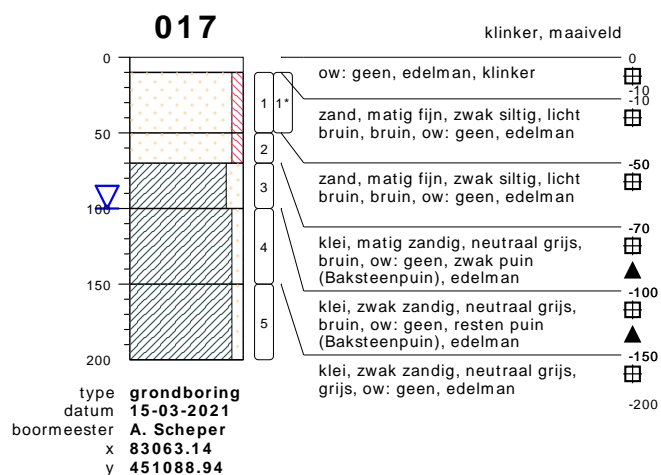 017
klinker, maaiveld
0
0
ow: geen, edelman, klinker
-10
-10
1
1*
zand, matig fijn, zwak siltig, licht
bruin, bruin, ow: geen, edelman
50
2
-50
zand, matig fijn, zwak siltig, licht
bruin, bruin, ow: geen, edelman
3
100
-70
klei, matig zandig, neutraal grijs,
bruin, ow: geen, zwak puin
(Baksteenpuin), edelman
4
-100
150
klei, zwak zandig, neutraal grijs,
bruin, ow: geen, resten puin
(Baksteenpuin), edelman
5
-150
200
klei, zwak zandig, neutraal grijs,
grijs, ow: geen, edelman
-200
type grondboring
datum 15-03-2021
boormeester A. Scheper
x 83063.14
y 451088.94